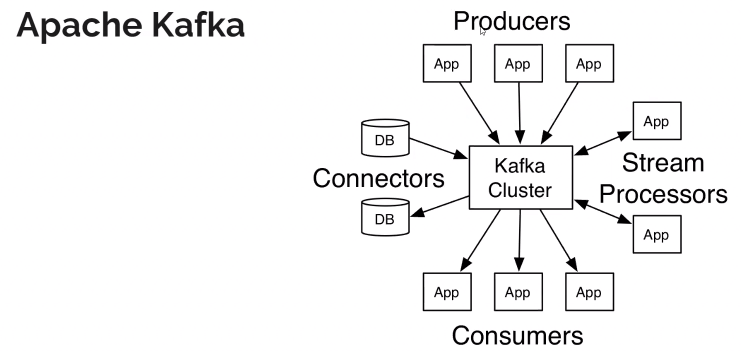 Apache Kafka
Producers
App
App
App
DB
App
Kafka
Cluster
Stream
Processors
Connectors
DB
App
App
App
App
Consumers